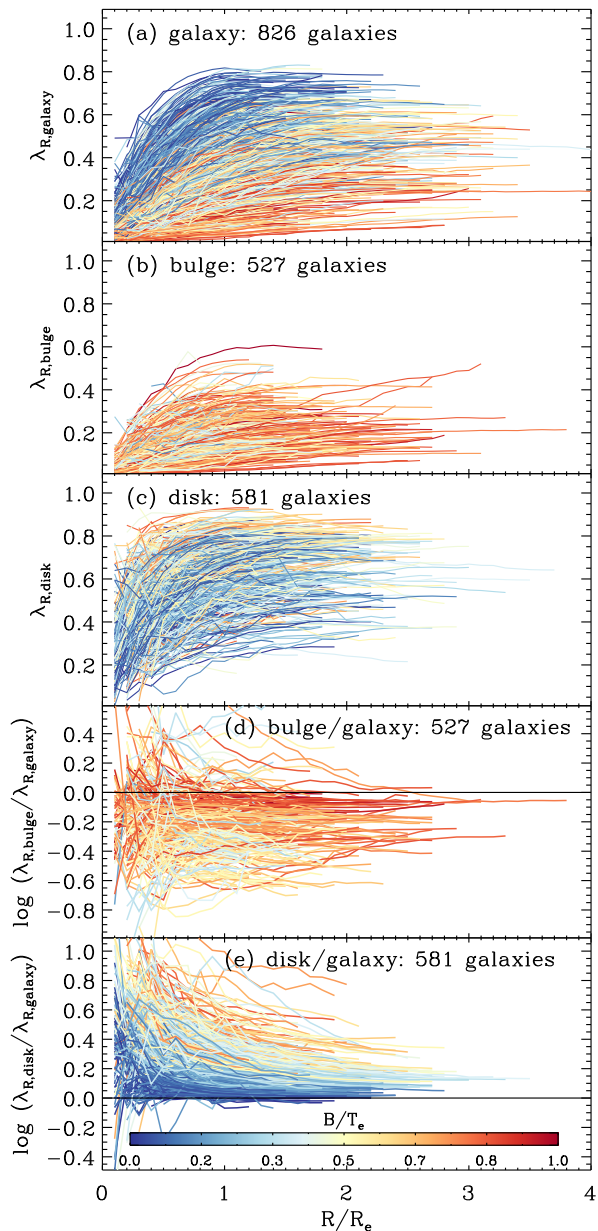 (a) galaxy: 826 galaxies
1.0
0.8
0.6
0.4
0.2
λR,galaxy
(b) bulge: 527 galaxies
1.0
0.8
0.6
0.4
0.2
λR,bulge
(c) disk: 581 galaxies
1.0
0.8
0.6
0.4
0.2
λR,disk
(d) bulge/galaxy: 527 galaxies
0.4
0.2
0.0
−0.2
−0.4
−0.6
−0.8
log (λR,bulge/λR,galaxy)
(e) disk/galaxy: 581 galaxies
1.0
0.8
0.6
0.4
0.2
0.0
−0.2
−0.4
log (λR,disk/λR,galaxy)
B/Te
0.0 0.2 0.3 0.5 0.6 0.8 1.0
0 1 2 3 4
R/Re